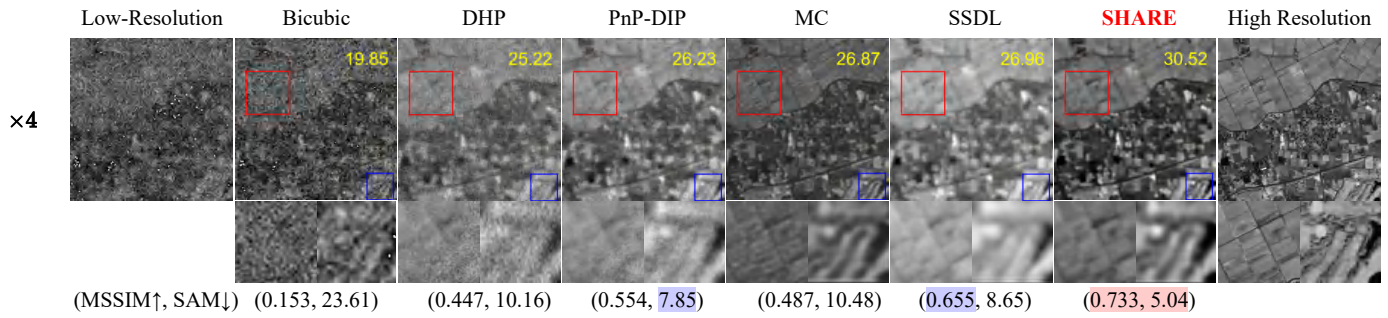 Low-Resolution Bicubic DHP PnP-DIP MC SSDL SHARE High Resolution
×4
19.85 25.22 26.23 26.87 26.96 30.52
(MSSIM↑, SAM↓) (0.153, 23.61) (0.447, 10.16) (0.554, 7.85) (0.487, 10.48) (0.655, 8.65) (0.733, 5.04)